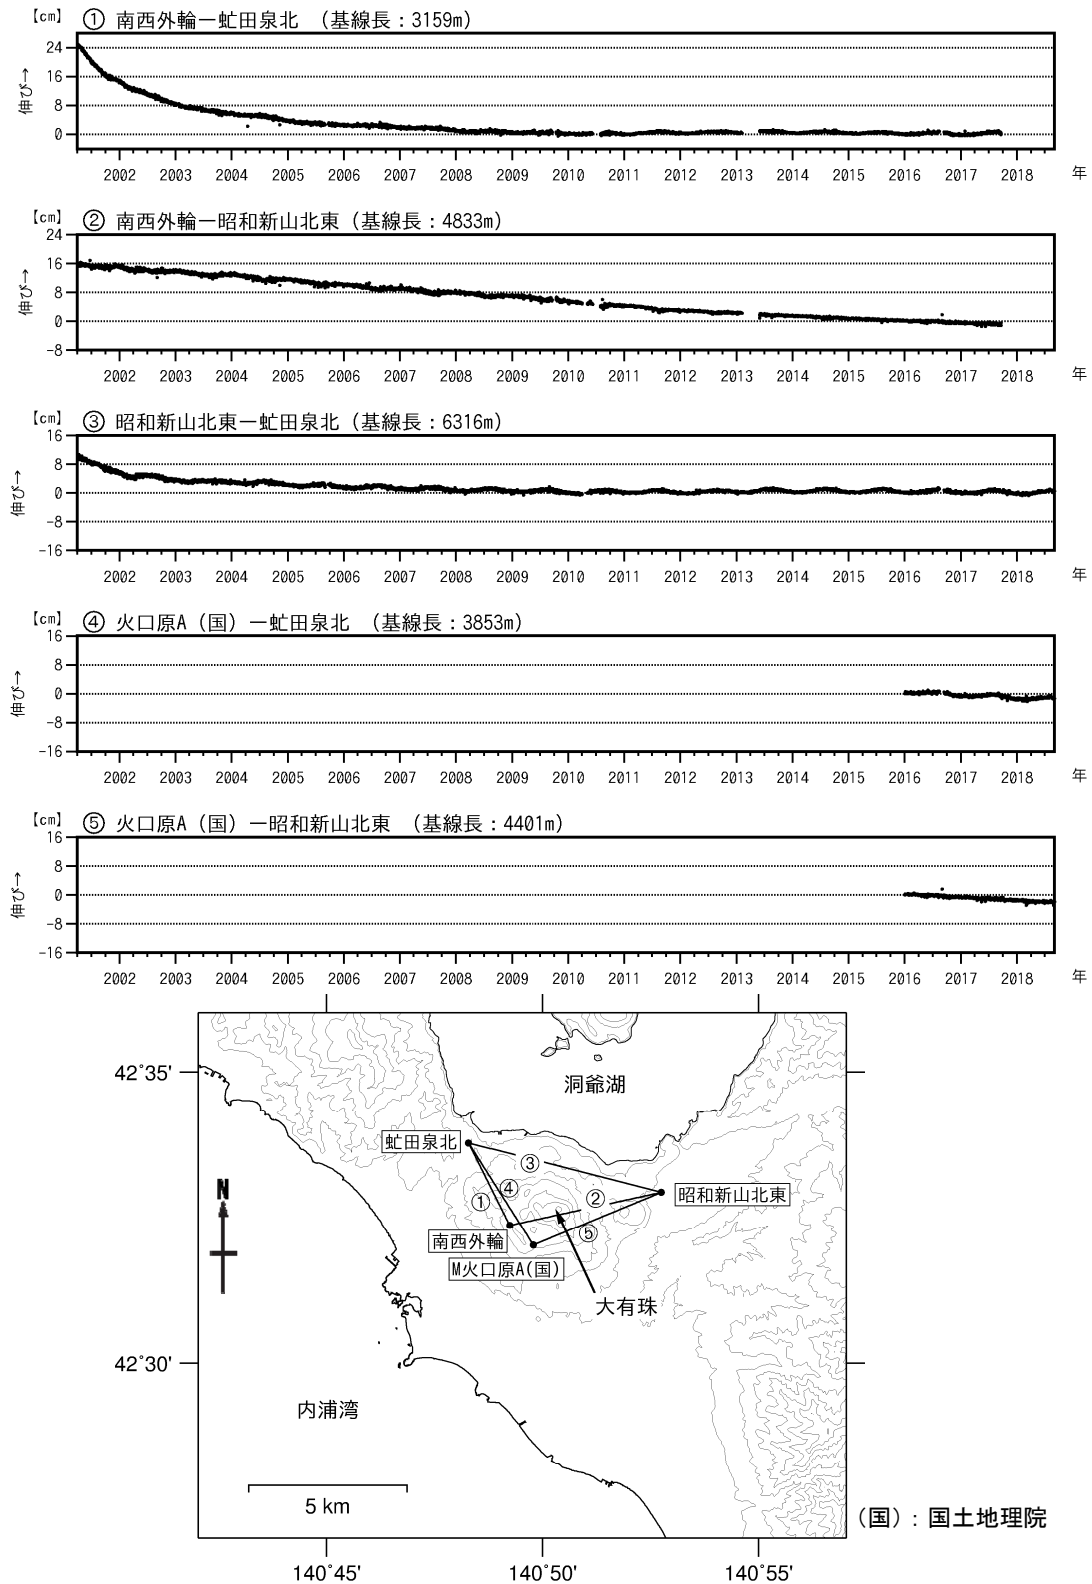 [cm] ① 南西外輪－虻田泉北 （基線長：3159m）
24
16
8
0
伸び→
2002 2003 2004 2005 2006 2007 2008 2009 2010 2011 2012 2013 2014 2015 2016 2017 2018 年
[cm] ② 南西外輪－昭和新山北東（基線長：4833m）
24
16
8
0
-8
伸び→
2002 2003 2004 2005 2006 2007 2008 2009 2010 2011 2012 2013 2014 2015 2016 2017 2018 年
[cm] ③ 昭和新山北東－虻田泉北（基線長：6316m）
16
8
0
-8
-16
伸び→
2002 2003 2004 2005 2006 2007 2008 2009 2010 2011 2012 2013 2014 2015 2016 2017 2018 年
[cm] ④ 火口原A（国）－虻田泉北 （基線長：3853m）
16
8
0
-8
-16
伸び→
2002 2003 2004 2005 2006 2007 2008 2009 2010 2011 2012 2013 2014 2015 2016 2017 2018 年
[cm] ⑤ 火口原A（国）－昭和新山北東 （基線長：4401m）
16
8
0
-8
-16
伸び→
2002 2003 2004 2005 2006 2007 2008 2009 2010 2011 2012 2013 2014 2015 2016 2017 2018 年
42°35'
洞爺湖
虻田泉北
③
N
④
①
②
昭和新山北東
南西外輪
⑤
M火口原A(国)
大有珠
42°30'
内浦湾
5 km
（国）：国土地理院
140°45' 140°50' 140°55'